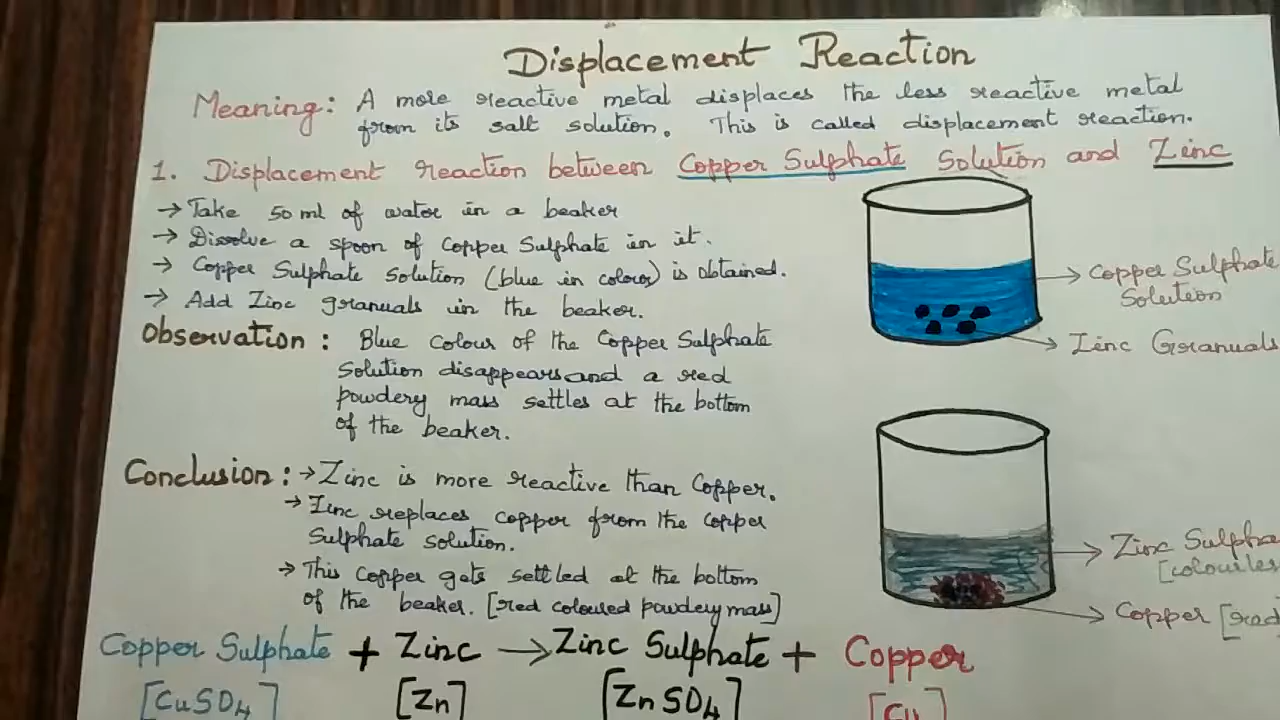 Displacement Reaction
Meaning: A more reactive metal displaces the less reactive metal
from its salt solution. This is called displacement reaction.
1. Displacement reaction between Copper Sulphate Solution and Zinc
→ Take 50 ml of water in a beaker
→ Dissolve a spoon of Copper Sulphate in it.
→ Copper Sulphate Solution (blue in colour) is obtained.
→ Add Zinc granuals in the beaker.
Copper Sulphate
Solution
Zinc Granuals
Observation: Blue Colour of the Copper Sulphate
Solution disappears and a red
powdery mass settles at the bottom
of the beaker.
Conclusion: → Zinc is more reactive than Copper.
→ Zinc replaces copper from the copper
Sulphate solution.
→ This Copper gets settled at the bottom
of the beaker. [red coloured powdery mass]
Zinc Sulpha
[colourles
Copper [red
Copper Sulphate + Zinc → Zinc Sulphate + Copper
[CuSO4] [Zn] [ZnSO4] [Cu]